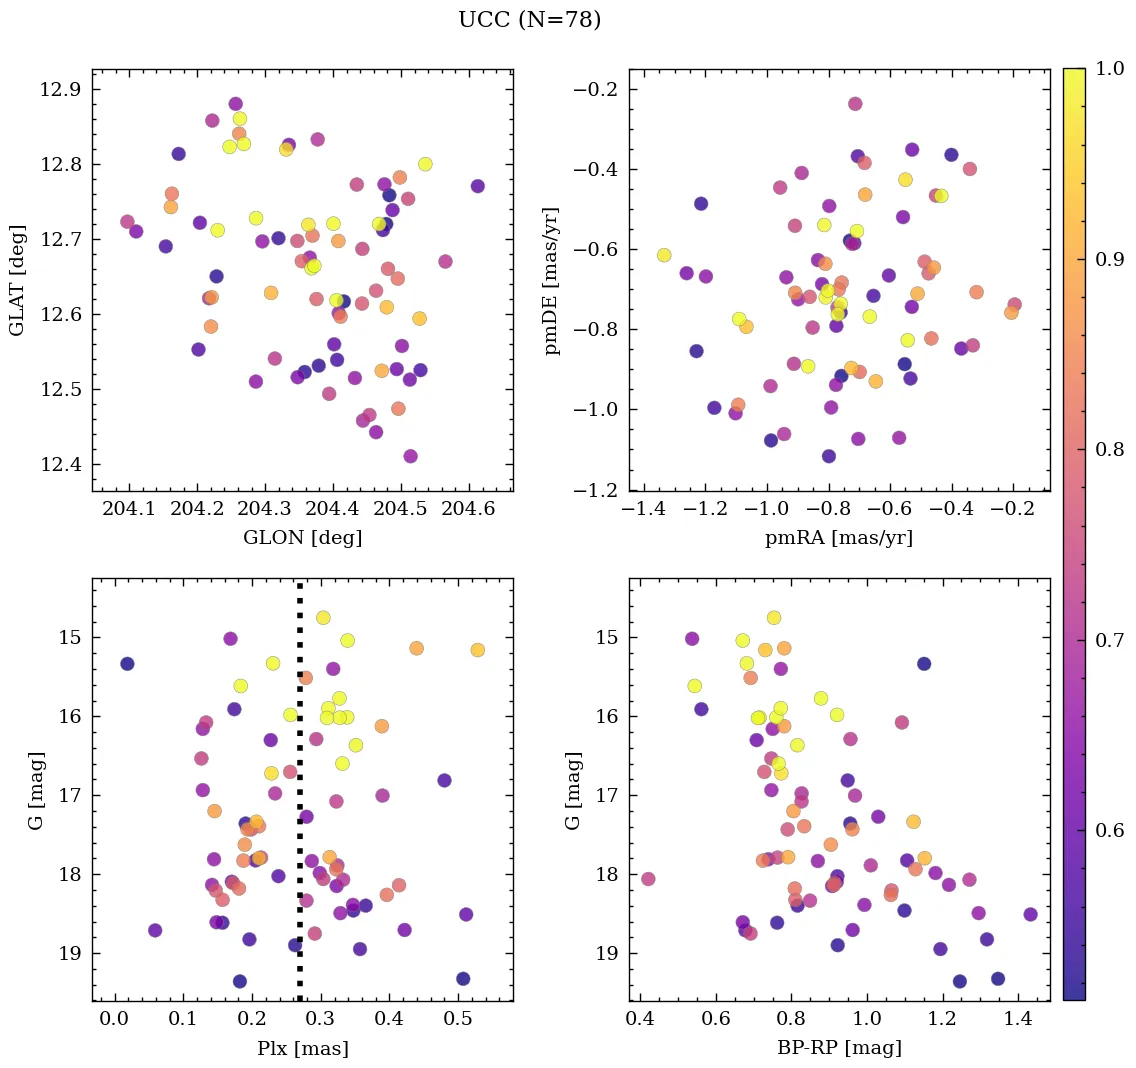 UCC (N=78)
12.9
12.8
12.7
12.6
12.5
12.4
GLAT [deg]
204.1 204.2 204.3 204.4 204.5 204.6
GLON [deg]
−0.2
−0.4
−0.6
−0.8
−1.0
−1.2
pmDE [mas/yr]
−1.4 −1.2 −1.0 −0.8 −0.6 −0.4 −0.2
pmRA [mas/yr]
15
16
17
18
19
G [mag]
0.0 0.1 0.2 0.3 0.4 0.5
Plx [mas]
15
16
17
18
19
G [mag]
0.4 0.6 0.8 1.0 1.2 1.4
BP-RP [mag]
1.0
0.9
0.8
0.7
0.6